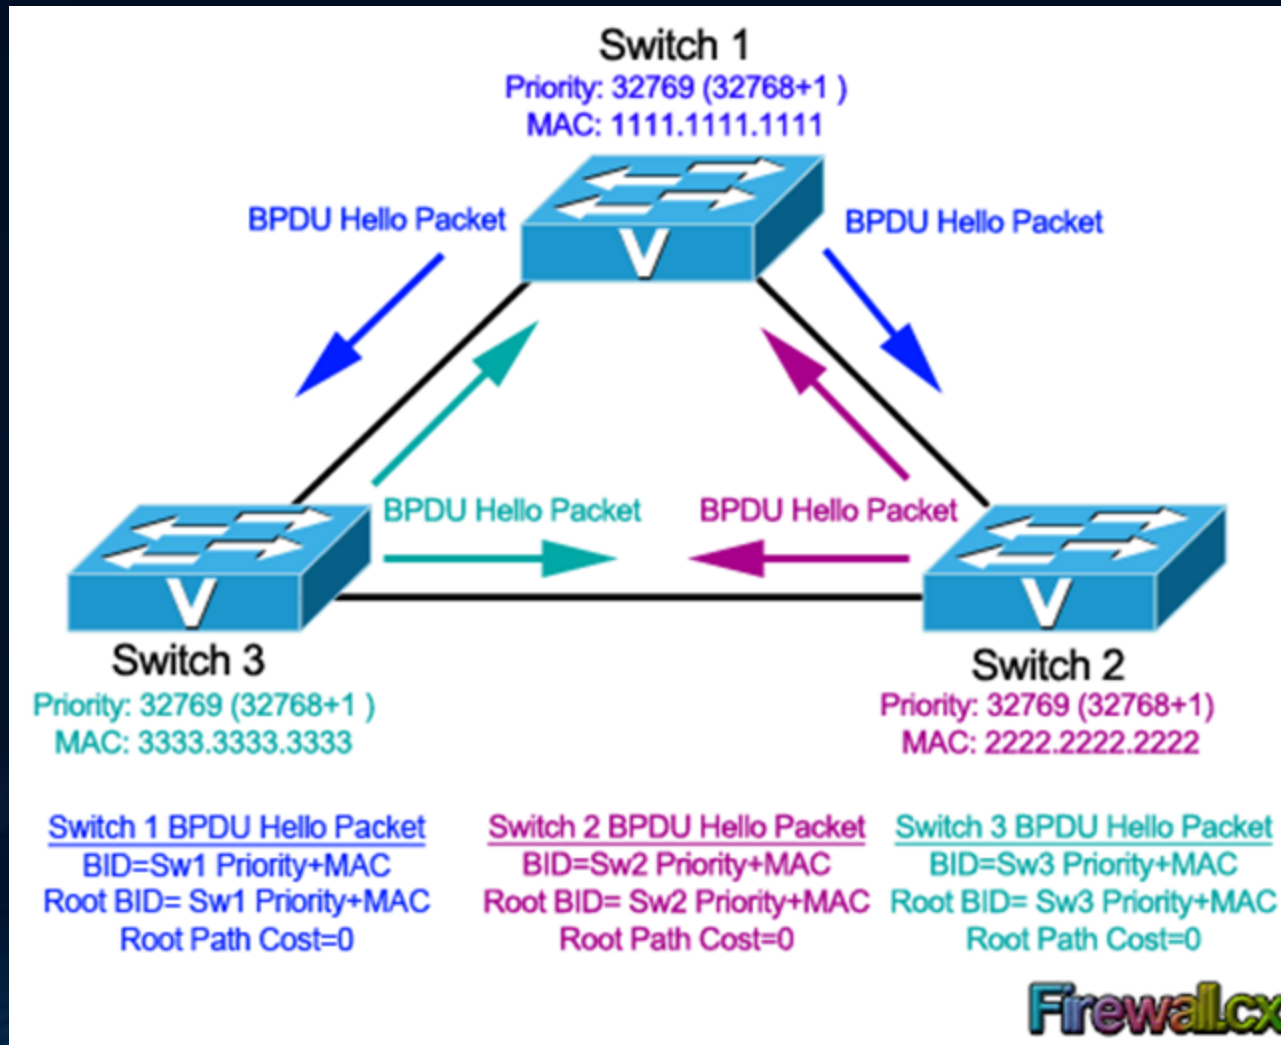 Switch 1
Priority: 32769 (32768+1 )
MAC: 1111.1111.1111
BPDU Hello Packet
BPDU Hello Packet
BPDU Hello Packet
BPDU Hello Packet
V
V
V
Switch 3
Priority: 32769 (32768+1 )
MAC: 3333.3333.3333
Switch 2
Priority: 32769 (32768+1)
MAC: 2222.2222.2222
Switch 1 BPDU Hello Packet
BID=Sw1 Priority+MAC
Root BID= Sw1 Priority+MAC
Root Path Cost=0
Switch 2 BPDU Hello Packet
BID=Sw2 Priority+MAC
Root BID= Sw2 Priority+MAC
Root Path Cost=0
Switch 3 BPDU Hello Packet
BID=Sw3 Priority+MAC
Root BID= Sw3 Priority+MAC
Root Path Cost=0
Firewall.cx